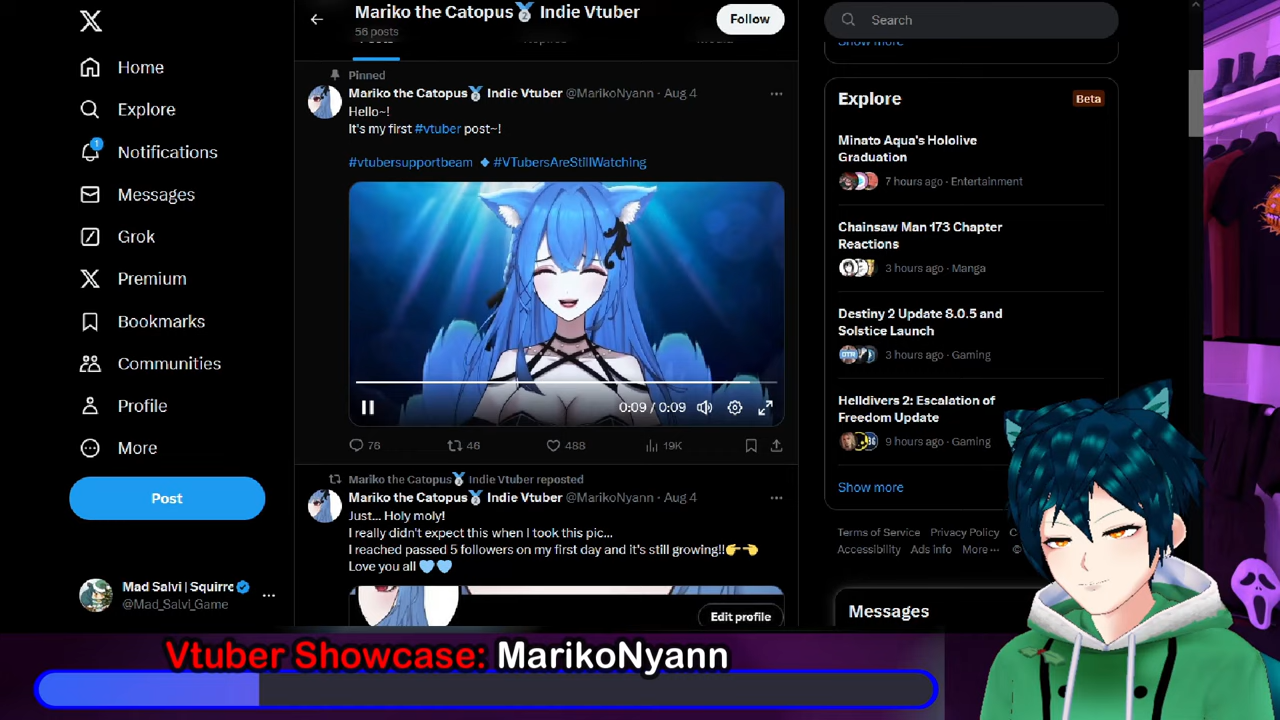 Home
Explore
1
Notifications
Messages
Grok
Premium
Bookmarks
Communities
Profile
More
Post
Mad Salvi | Squirre
@Mad_Salvi_Game
Mariko the Catopus🥈 Indie Vtuber
56 posts
Follow
Pinned
Mariko the Catopus🥈 Indie Vtuber @MarikoNyann · Aug 4
Hello~!
It's my first #vtuber post~!
#vtubersupportbeam 🔹 #VTubersAreStillWatching
0:09 / 0:09
76
46
488
19K
Mariko the Catopus🥈 Indie Vtuber reposted
Mariko the Catopus🥈 Indie Vtuber @MarikoNyann · Aug 4
Just... Holy moly!
I really didn't expect this when I took this pic...
I reached passed 5 followers on my first day and it's still growing!!👉👈
Love you all 🩵🩵
Edit profile
Search
Show more
Explore
Beta
Minato Aqua's Hololive
Graduation
7 hours ago · Entertainment
Chainsaw Man 173 Chapter
Reactions
3 hours ago · Manga
Destiny 2 Update 8.0.5 and
Solstice Launch
3 hours ago · Gaming
Helldivers 2: Escalation of
Freedom Update
9 hours ago · Gaming
Show more
Terms of Service Privacy Policy C
Accessibility Ads info More ··· ©
Messages
Vtuber Showcase: MarikoNyann